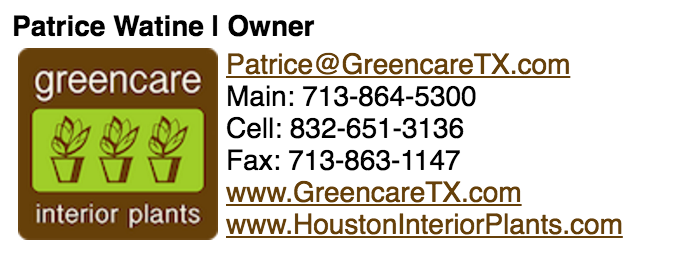 Patrice Watine | Owner
greencare
interior plants
Patrice@GreencareTX.com
Main: 713-864-5300
Cell: 832-651-3136
Fax: 713-863-1147
www.GreencareTX.com
www.HoustonInteriorPlants.com